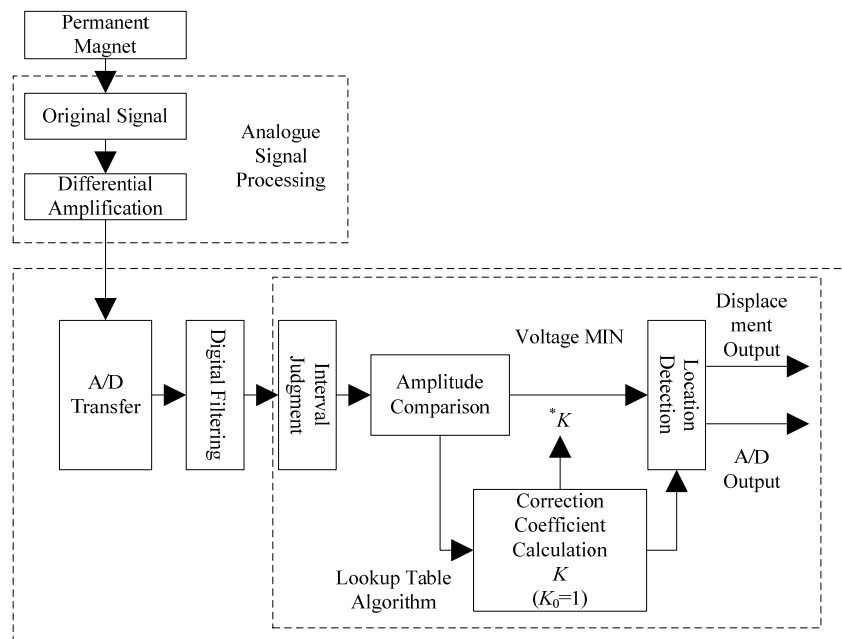 Permanent
Magnet
Original Signal
Analogue
Signal
Processing
Differential
Amplification
A/D
Transfer
Digital Filtering
Interval
Judgment
Amplitude
Comparison
Voltage MIN
*K
Location
Detection
Displace
ment
Output
A/D
Output
Correction
Coefficient
Calculation
K
(K₀=1)
Lookup Table
Algorithm